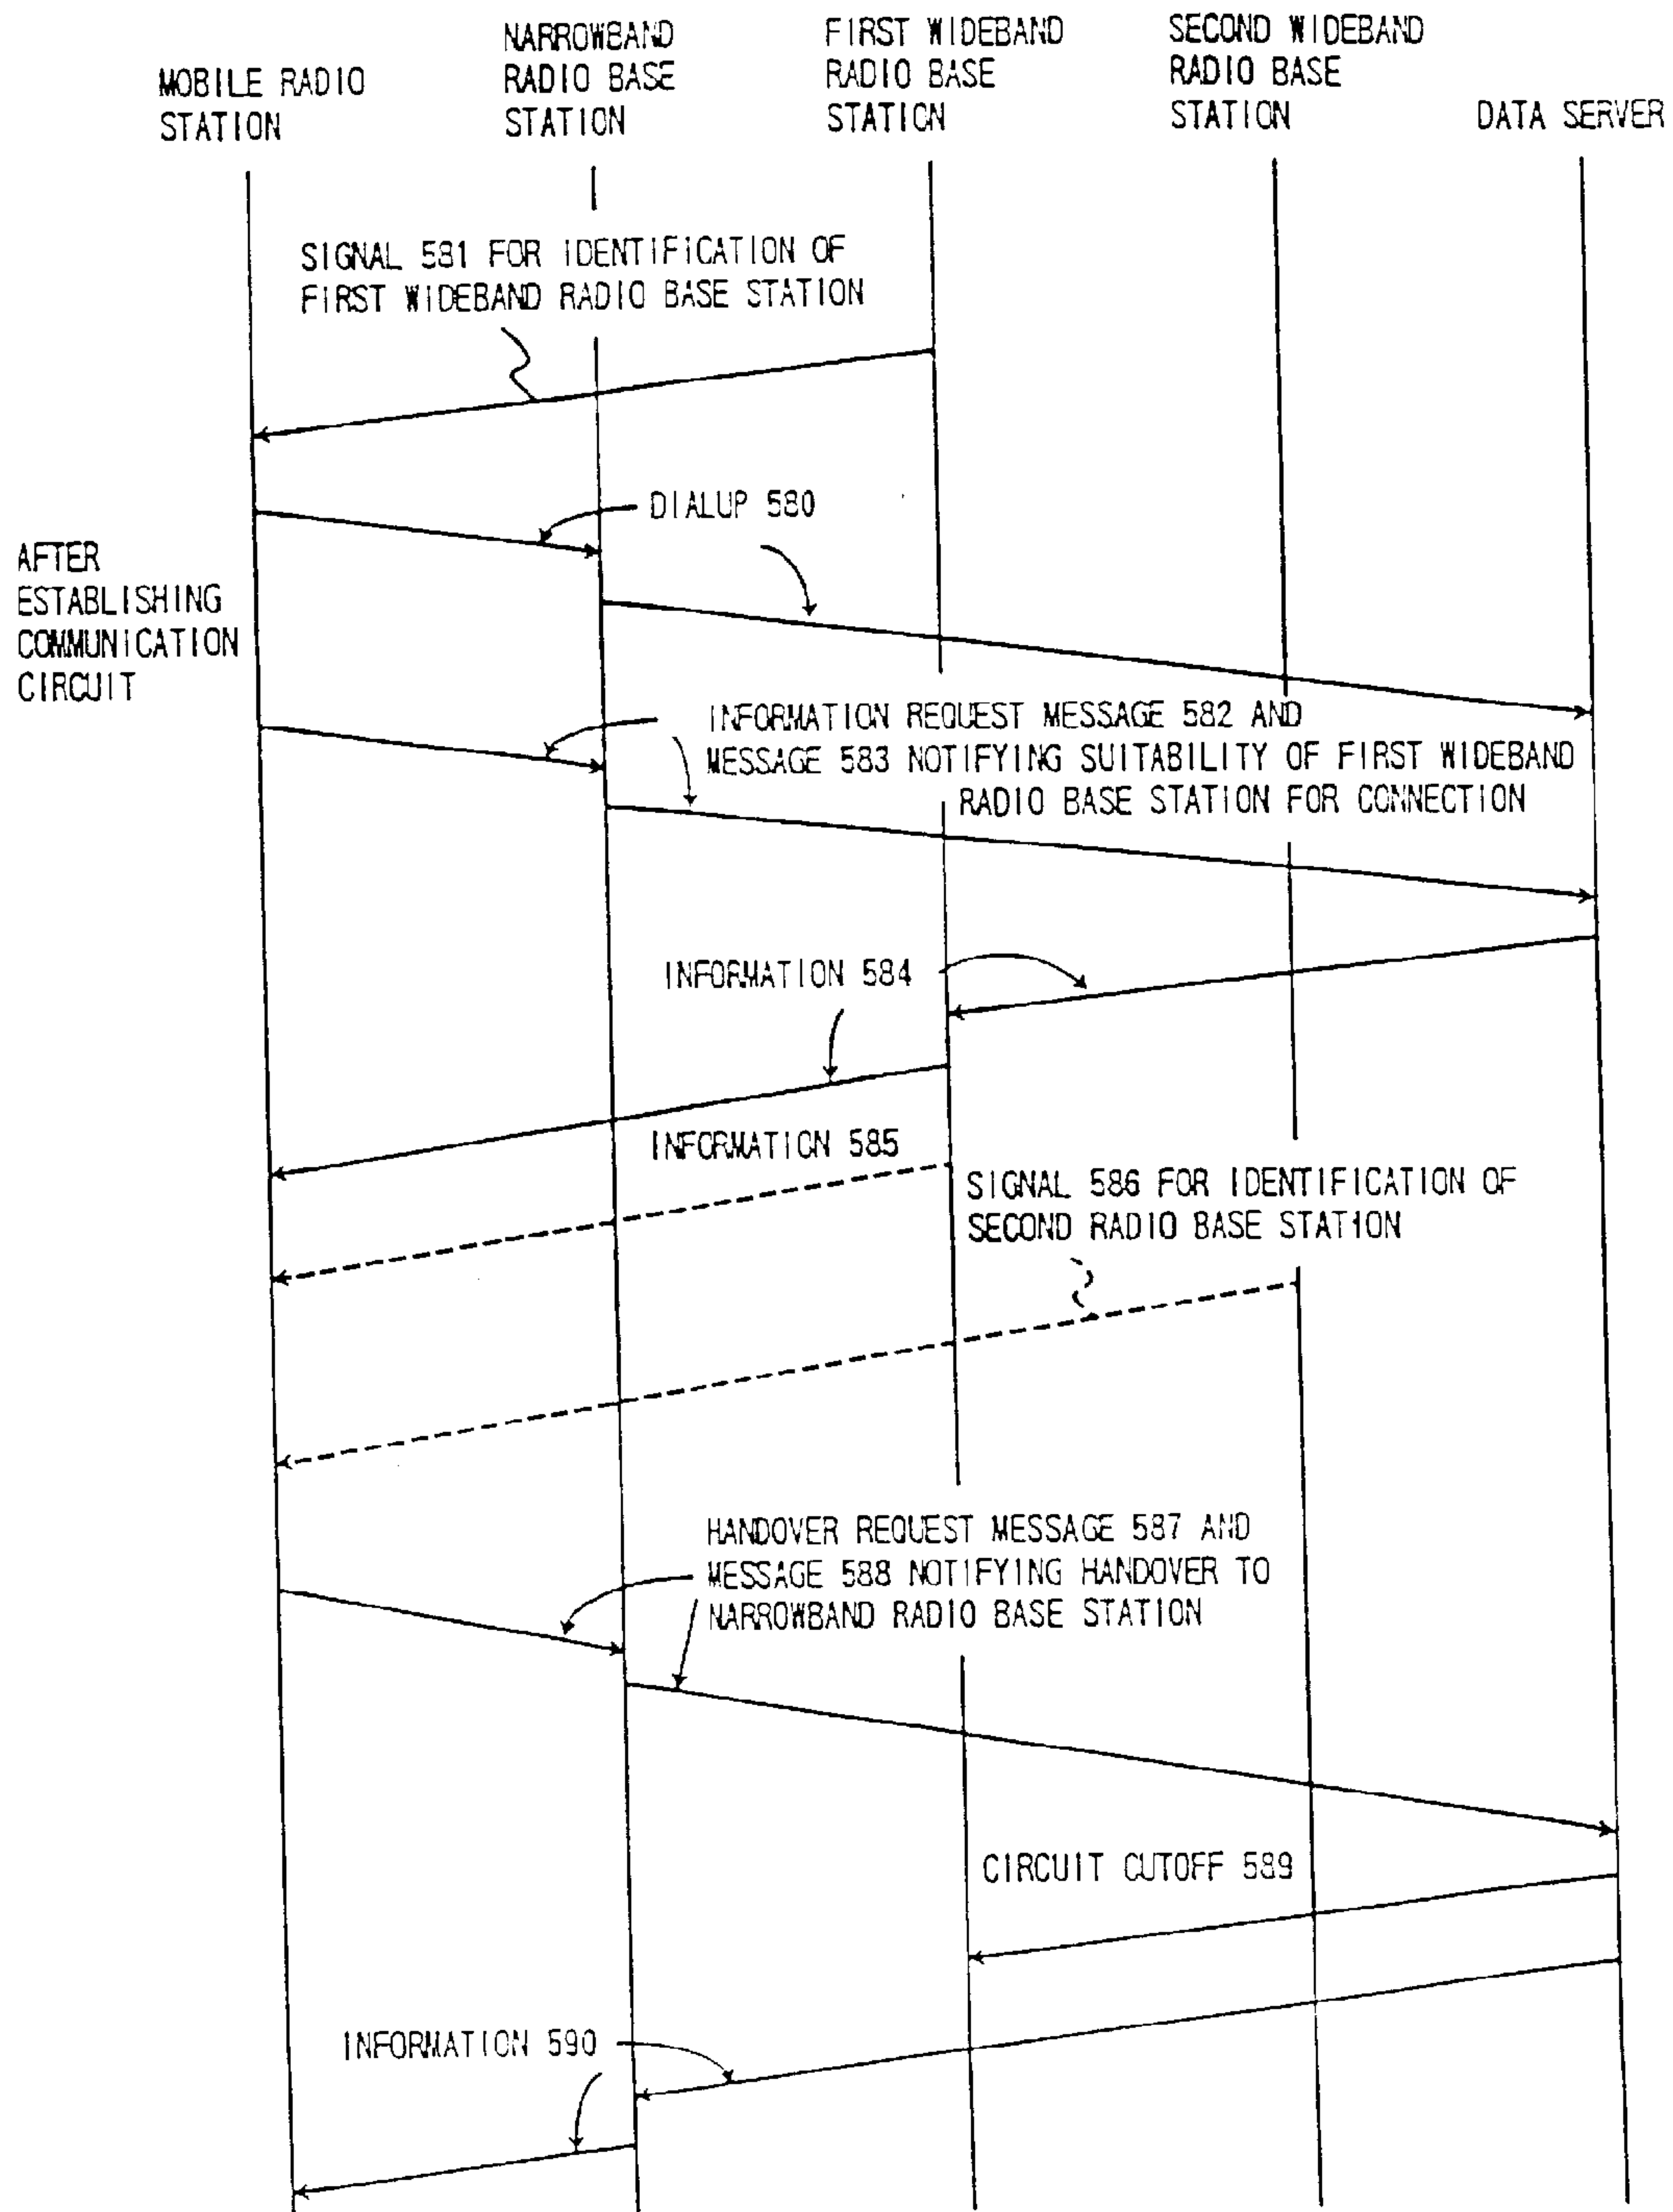 MOBILE RADIO
STATION
NARROWBAND
RADIO BASE
STATION
FIRST WIDEBAND
RADIO BASE
STATION
SECOND WIDEBAND
RADIO BASE
STATION
DATA SERVER
SIGNAL 581 FOR IDENTIFICATION OF
FIRST WIDEBAND RADIO BASE STATION
DIALUP 580
AFTER
ESTABLISHING
COMMUNICATION
CIRCUIT
INFORMATION REQUEST MESSAGE 582 AND
MESSAGE 583 NOTIFYING SUITABILITY OF FIRST WIDEBAND
RADIO BASE STATION FOR CONNECTION
INFORMATION 584
INFORMATION 585
SIGNAL 586 FOR IDENTIFICATION OF
SECOND RADIO BASE STATION
HANDOVER REQUEST MESSAGE 587 AND
MESSAGE 588 NOTIFYING HANDOVER TO
NARROWBAND RADIO BASE STATION
CIRCUIT CUTOFF 589
INFORMATION 590